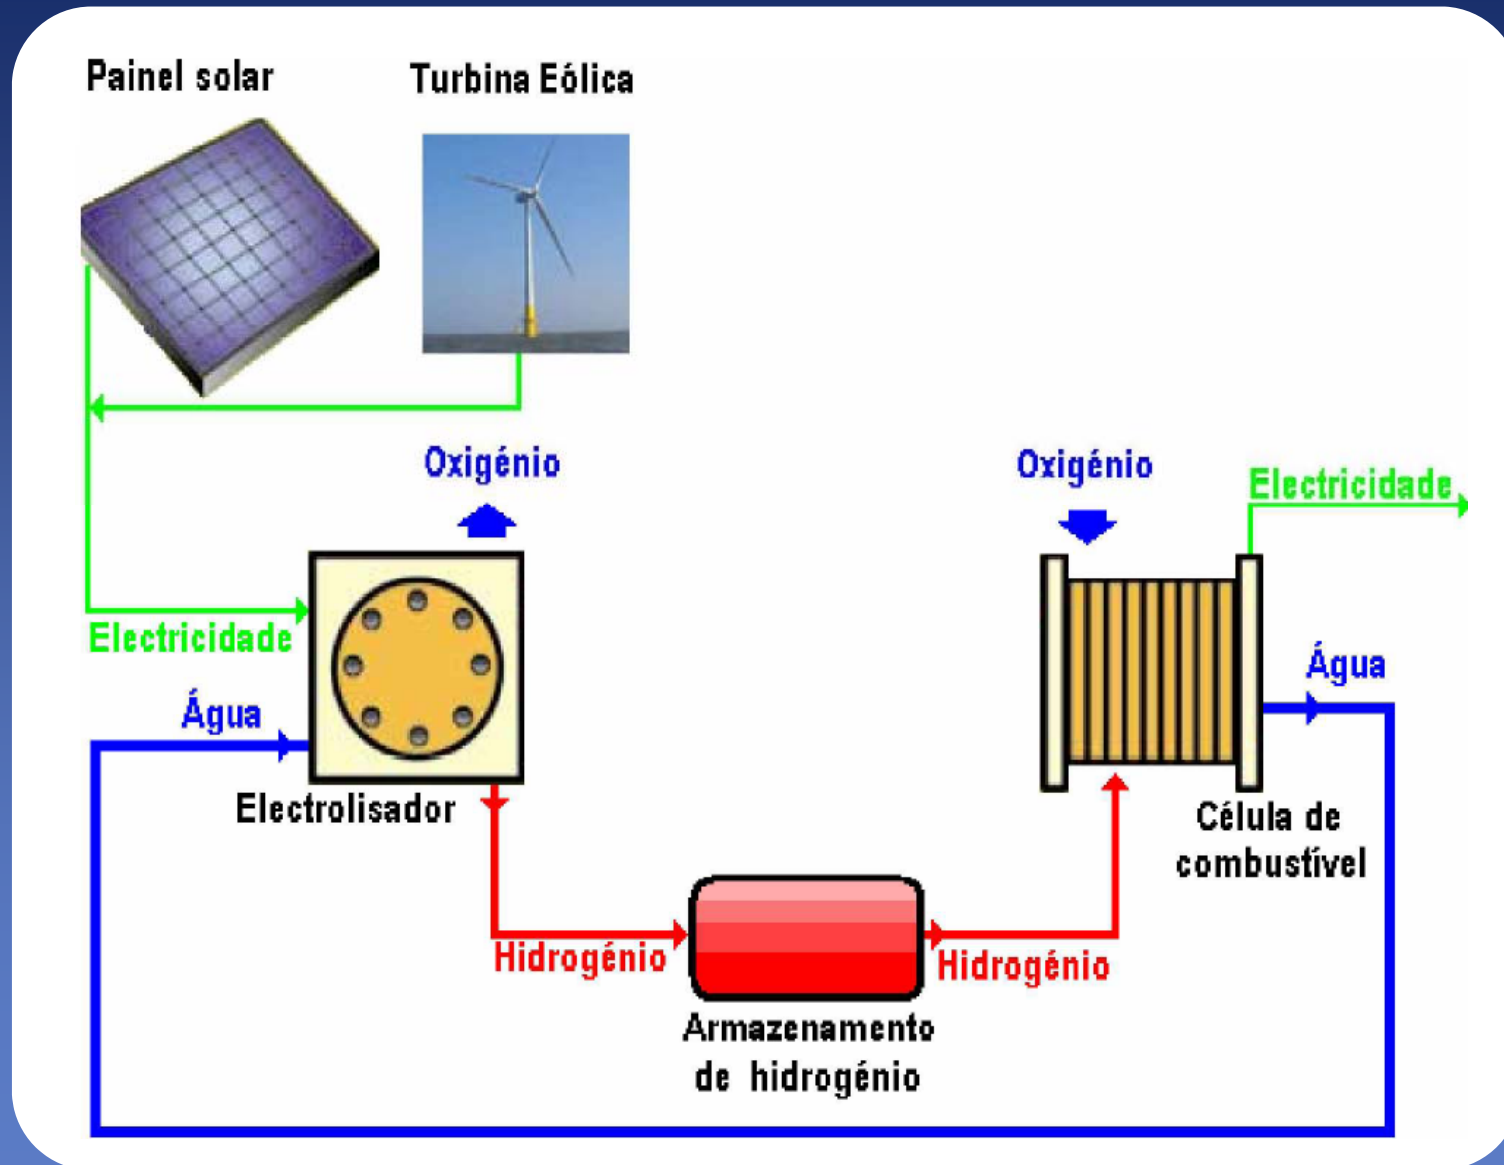 Painel solar
Turbina Eólica
Oxigénio
Oxigénio
Electricidade
Electricidade
Água
Água
Electrolisador
Célula de
combustível
Hidrogénio
Hidrogénio
Armazenamento
de hidrogénio